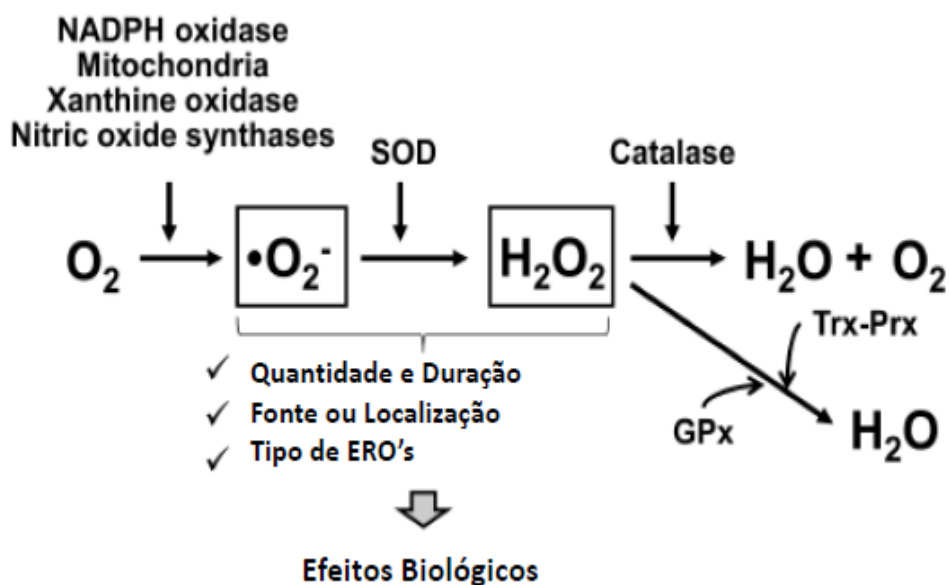 NADPH oxidase
Mitochondria
Xanthine oxidase
Nitric oxide synthases
SOD
Catalase
O₂
•O₂⁻
H₂O₂
H₂O + O₂
Trx-Prx
GPx
H₂O
✓ Quantidade e Duração
✓ Fonte ou Localização
✓ Tipo de ERO's
Efeitos Biológicos